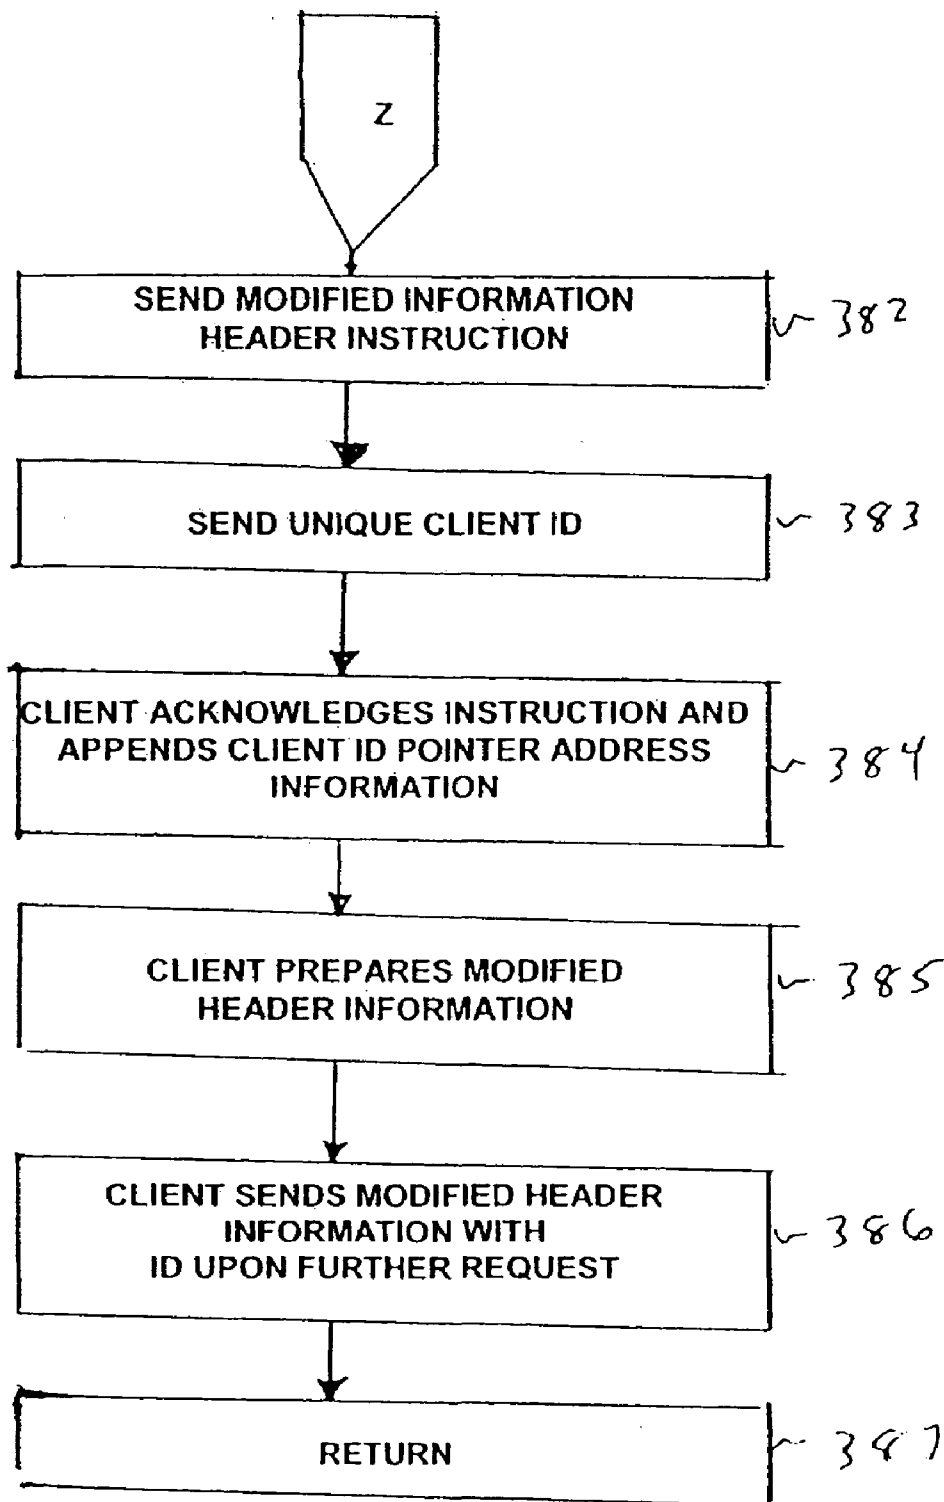 Z
SEND MODIFIED INFORMATION
HEADER INSTRUCTION
382
SEND UNIQUE CLIENT ID
383
CLIENT ACKNOWLEDGES INSTRUCTION AND
APPENDS CLIENT ID POINTER ADDRESS
INFORMATION
384
CLIENT PREPARES MODIFIED
HEADER INFORMATION
385
CLIENT SENDS MODIFIED HEADER
INFORMATION WITH
ID UPON FURTHER REQUEST
386
RETURN
387